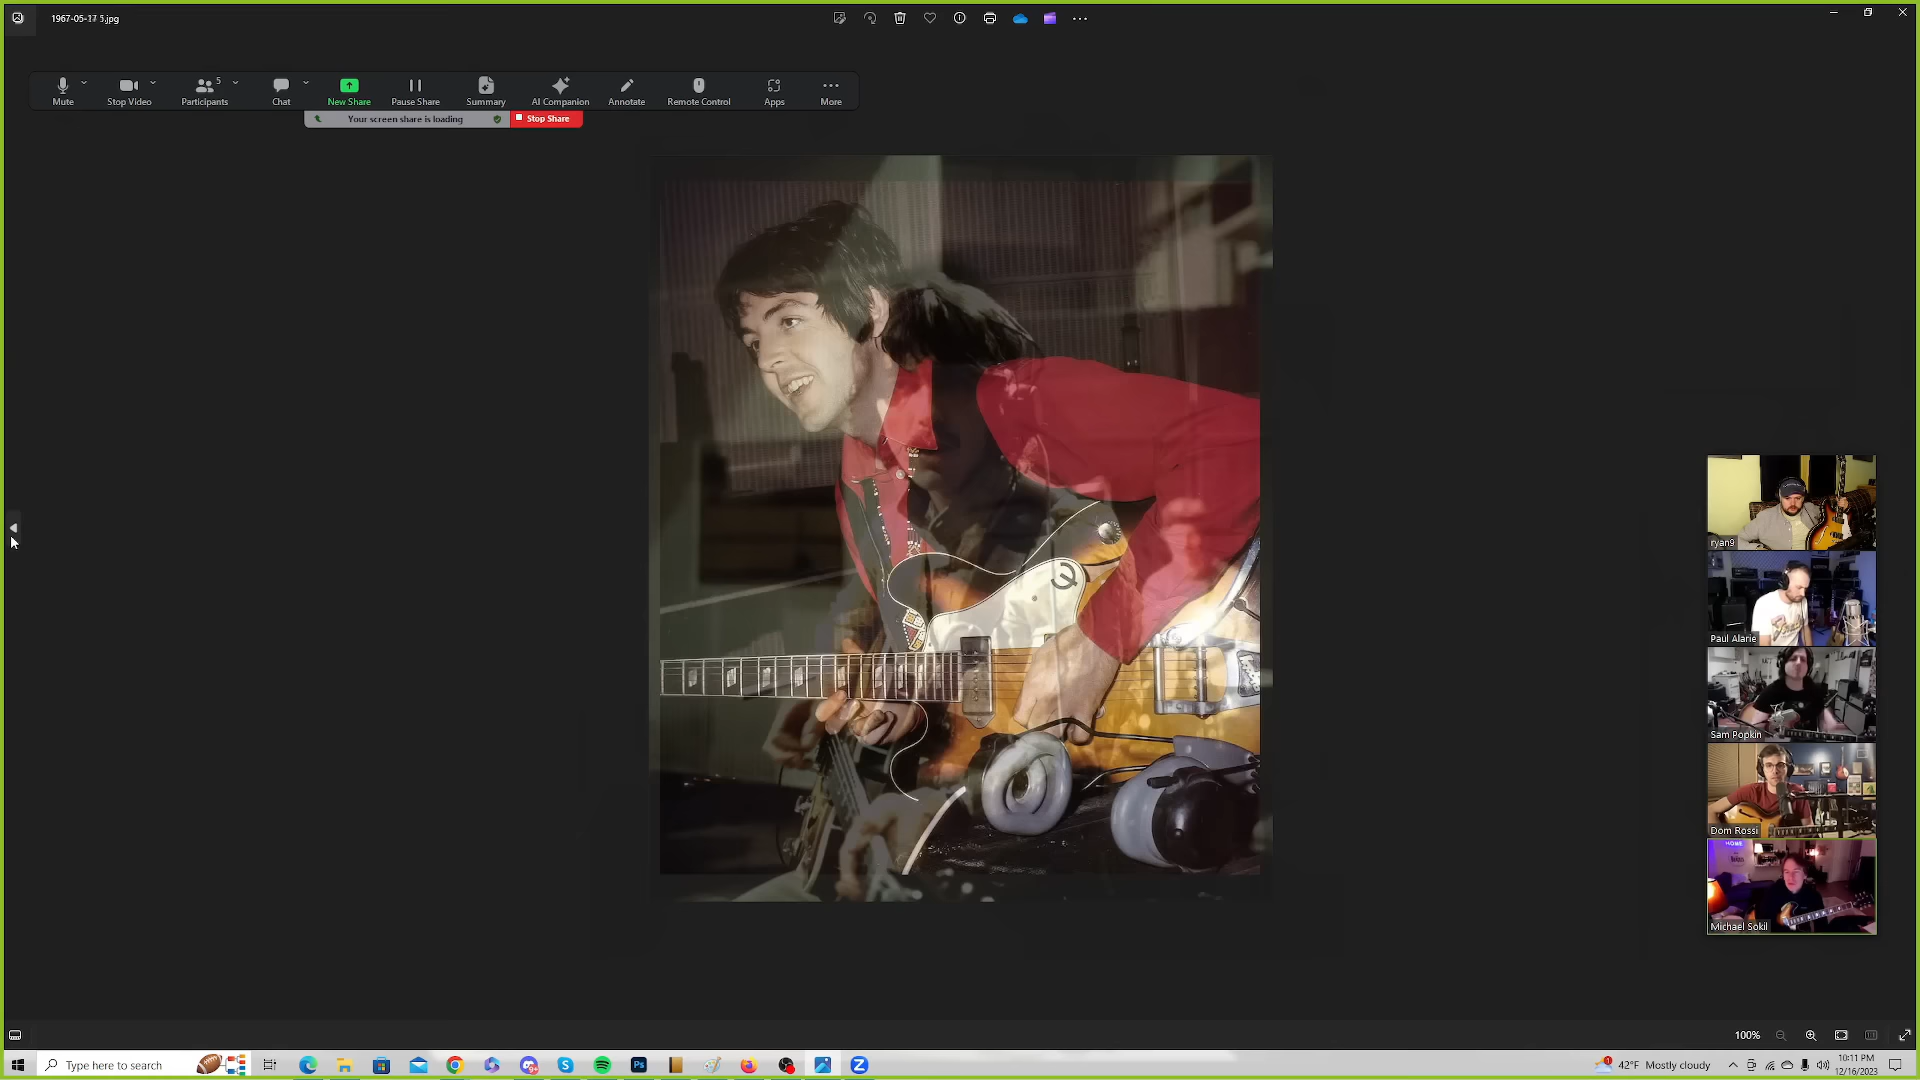 1967-05-17 5.jpg
5
Mute
Stop Video
Participants
Chat
New Share
Pause Share
Summary
AI Companion
Annotate
Remote Control
Apps
More
Your screen share is loading
Stop Share
ryan9
Paul Alarie
Sam Popkin
Dom Rossi
HOME
Michael Sokil
100%
Type here to search
Ps
42°F Mostly cloudy
10:11 PM
12/16/2023